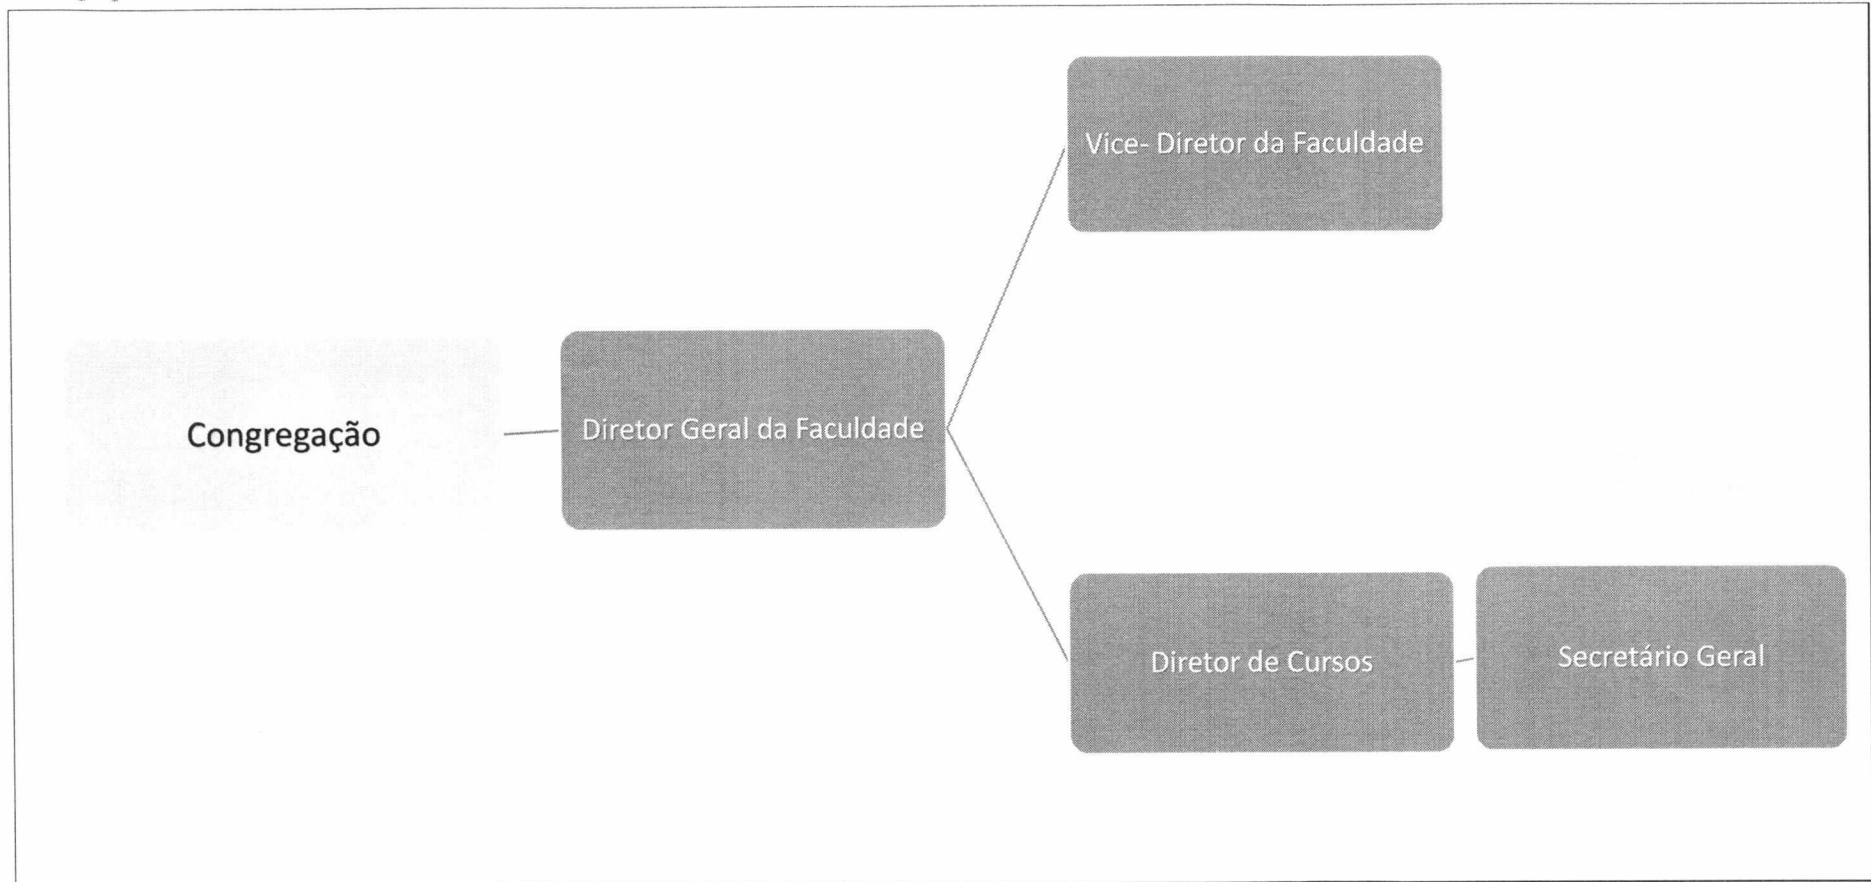 Congregação
Diretor Geral da Faculdade
Vice- Diretor da Faculdade
Diretor de Cursos
Secretário Geral